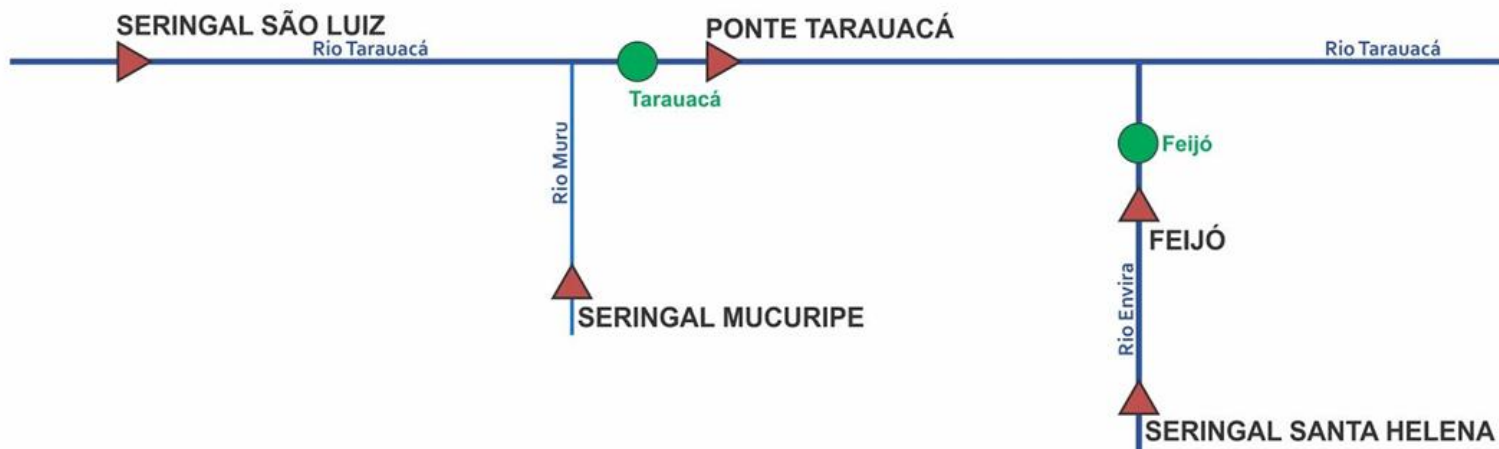 SERINGAL SÃO LUIZ
Rio Tarauacá
PONTE TARAUACÁ
Rio Tarauacá
Tarauacá
Rio Muru
Feijó
FEIJÓ
SERINGAL MUCURIPE
Rio Envira
SERINGAL SANTA HELENA